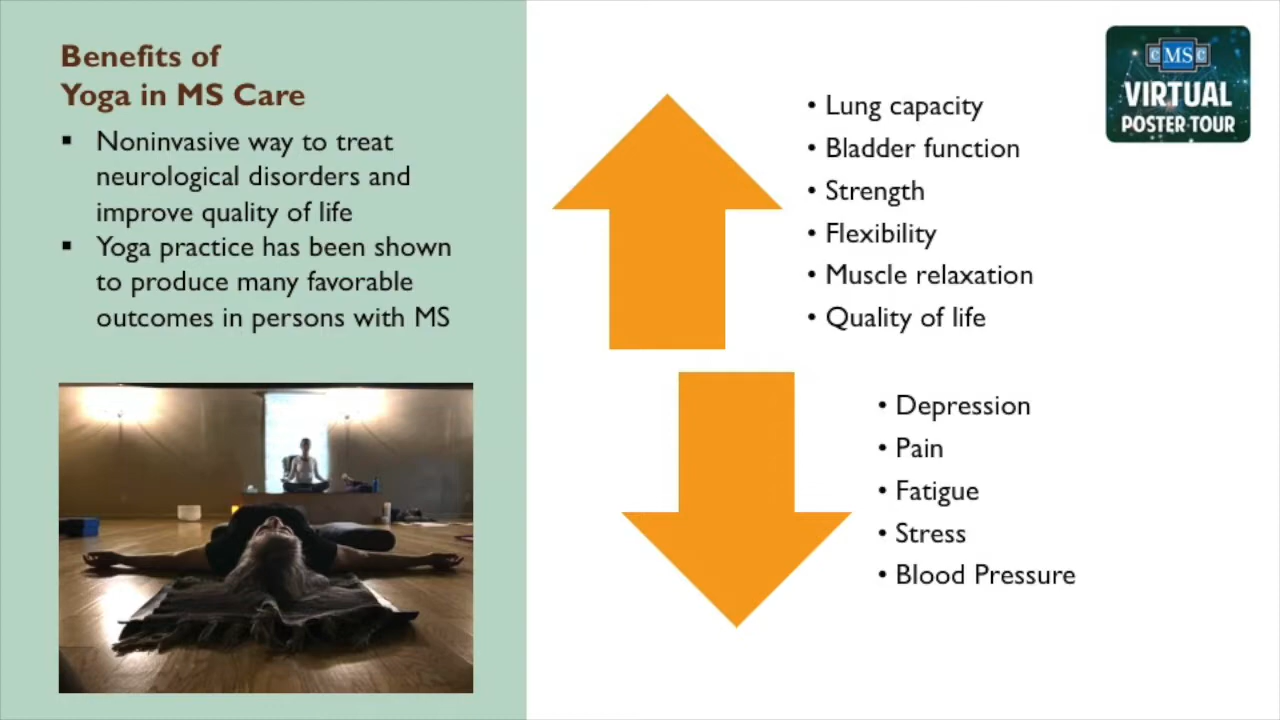 Benefits of
Yoga in MS Care
▪ Noninvasive way to treat
neurological disorders and
improve quality of life
▪ Yoga practice has been shown
to produce many favorable
outcomes in persons with MS
• Lung capacity
• Bladder function
• Strength
• Flexibility
• Muscle relaxation
• Quality of life
• Depression
• Pain
• Fatigue
• Stress
• Blood Pressure
cMSc
VIRTUAL
POSTER TOUR